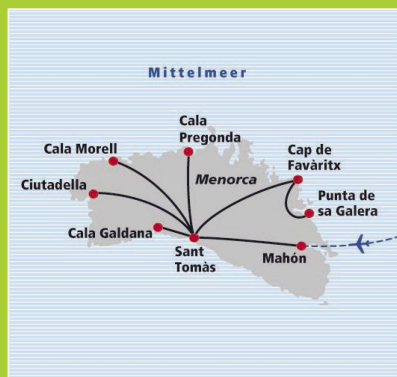 Mittelmeer
Cala
Pregonda
Cala Morell
Cap de
Favàritx
Ciutadella
Menorca
Punta de
sa Galera
Cala Galdana
Sant
Tomàs
Mahón